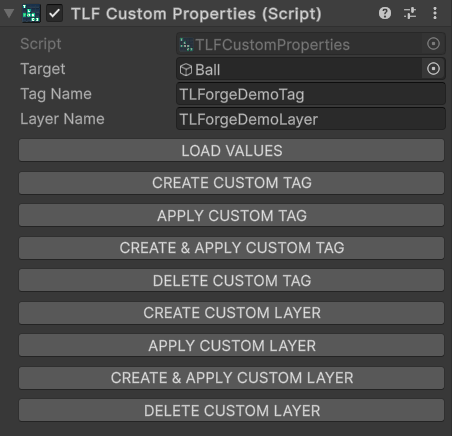 TLF Custom Properties (Script)
Script TLFCustomProperties
Target Ball
Tag Name TLForgeDemoTag
Layer Name TLForgeDemoLayer
LOAD VALUES
CREATE CUSTOM TAG
APPLY CUSTOM TAG
CREATE & APPLY CUSTOM TAG
DELETE CUSTOM TAG
CREATE CUSTOM LAYER
APPLY CUSTOM LAYER
CREATE & APPLY CUSTOM LAYER
DELETE CUSTOM LAYER